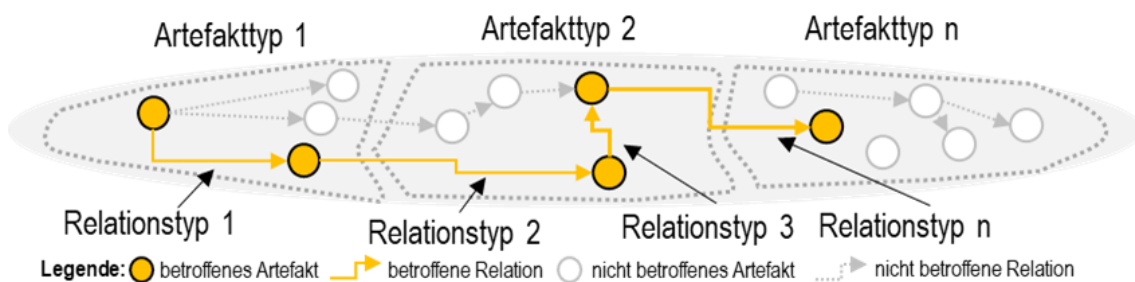 Artefakttyp 1 Artefakttyp 2 Artefakttyp n
Relationstyp 1 Relationstyp 2 Relationstyp 3 Relationstyp n
Legende: betroffenes Artefakt betroffene Relation nicht betroffenes Artefakt nicht betroffene Relation